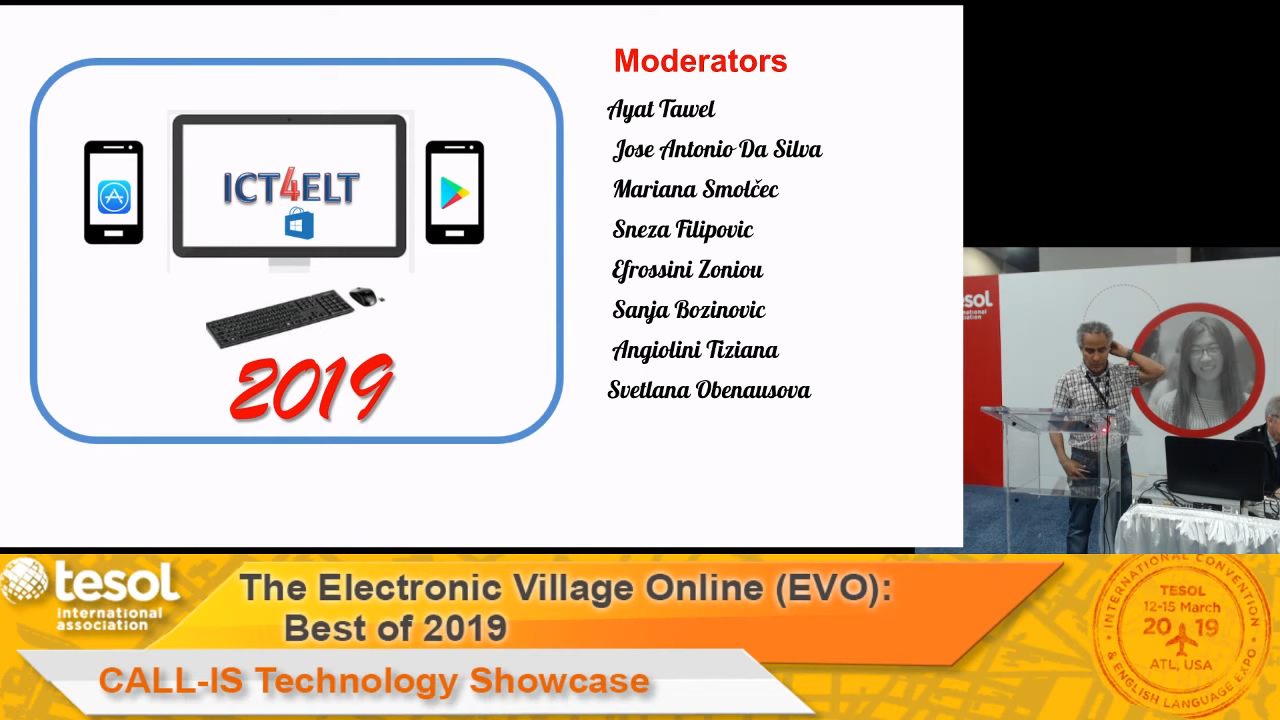 Moderators
Ayat Tawel
Jose Antonio Da Silva
Mariana Smolčec
Sneza Filipovic
Efrossini Zoniou
Sanja Bozinovic
Angiolini Tiziana
Svetlana Obenausova
ICT4ELT
2019
tesol
international
association
The Electronic Village Online (EVO):
Best of 2019
CALL-IS Technology Showcase
INTERNATIONAL CONVENTION
TESOL
12-15 March
20 19
ATL, USA
& ENGLISH LANGUAGE EXPO